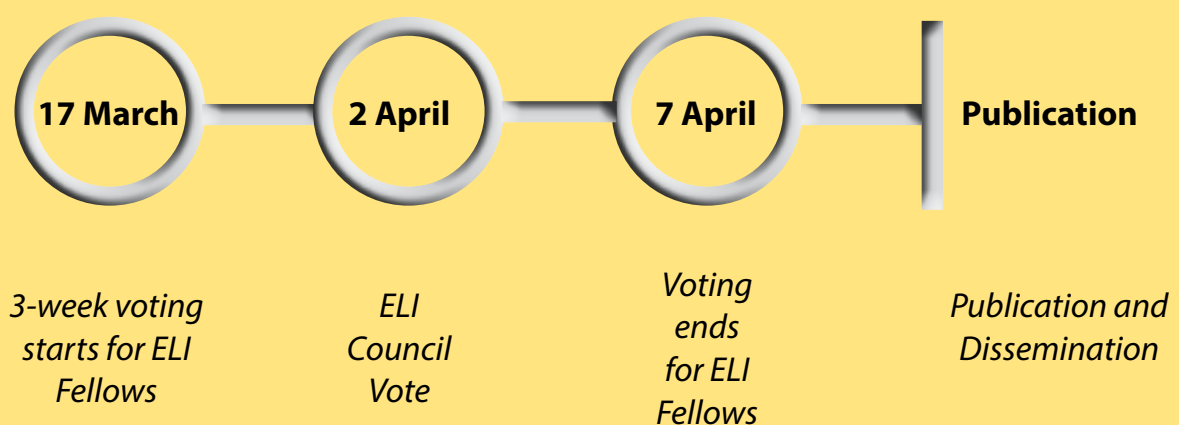 17 March
2 April
7 April
Publication
3-week voting
starts for ELI
Fellows
ELI
Council
Vote
Voting
ends
for ELI
Fellows
Publication and
Dissemination